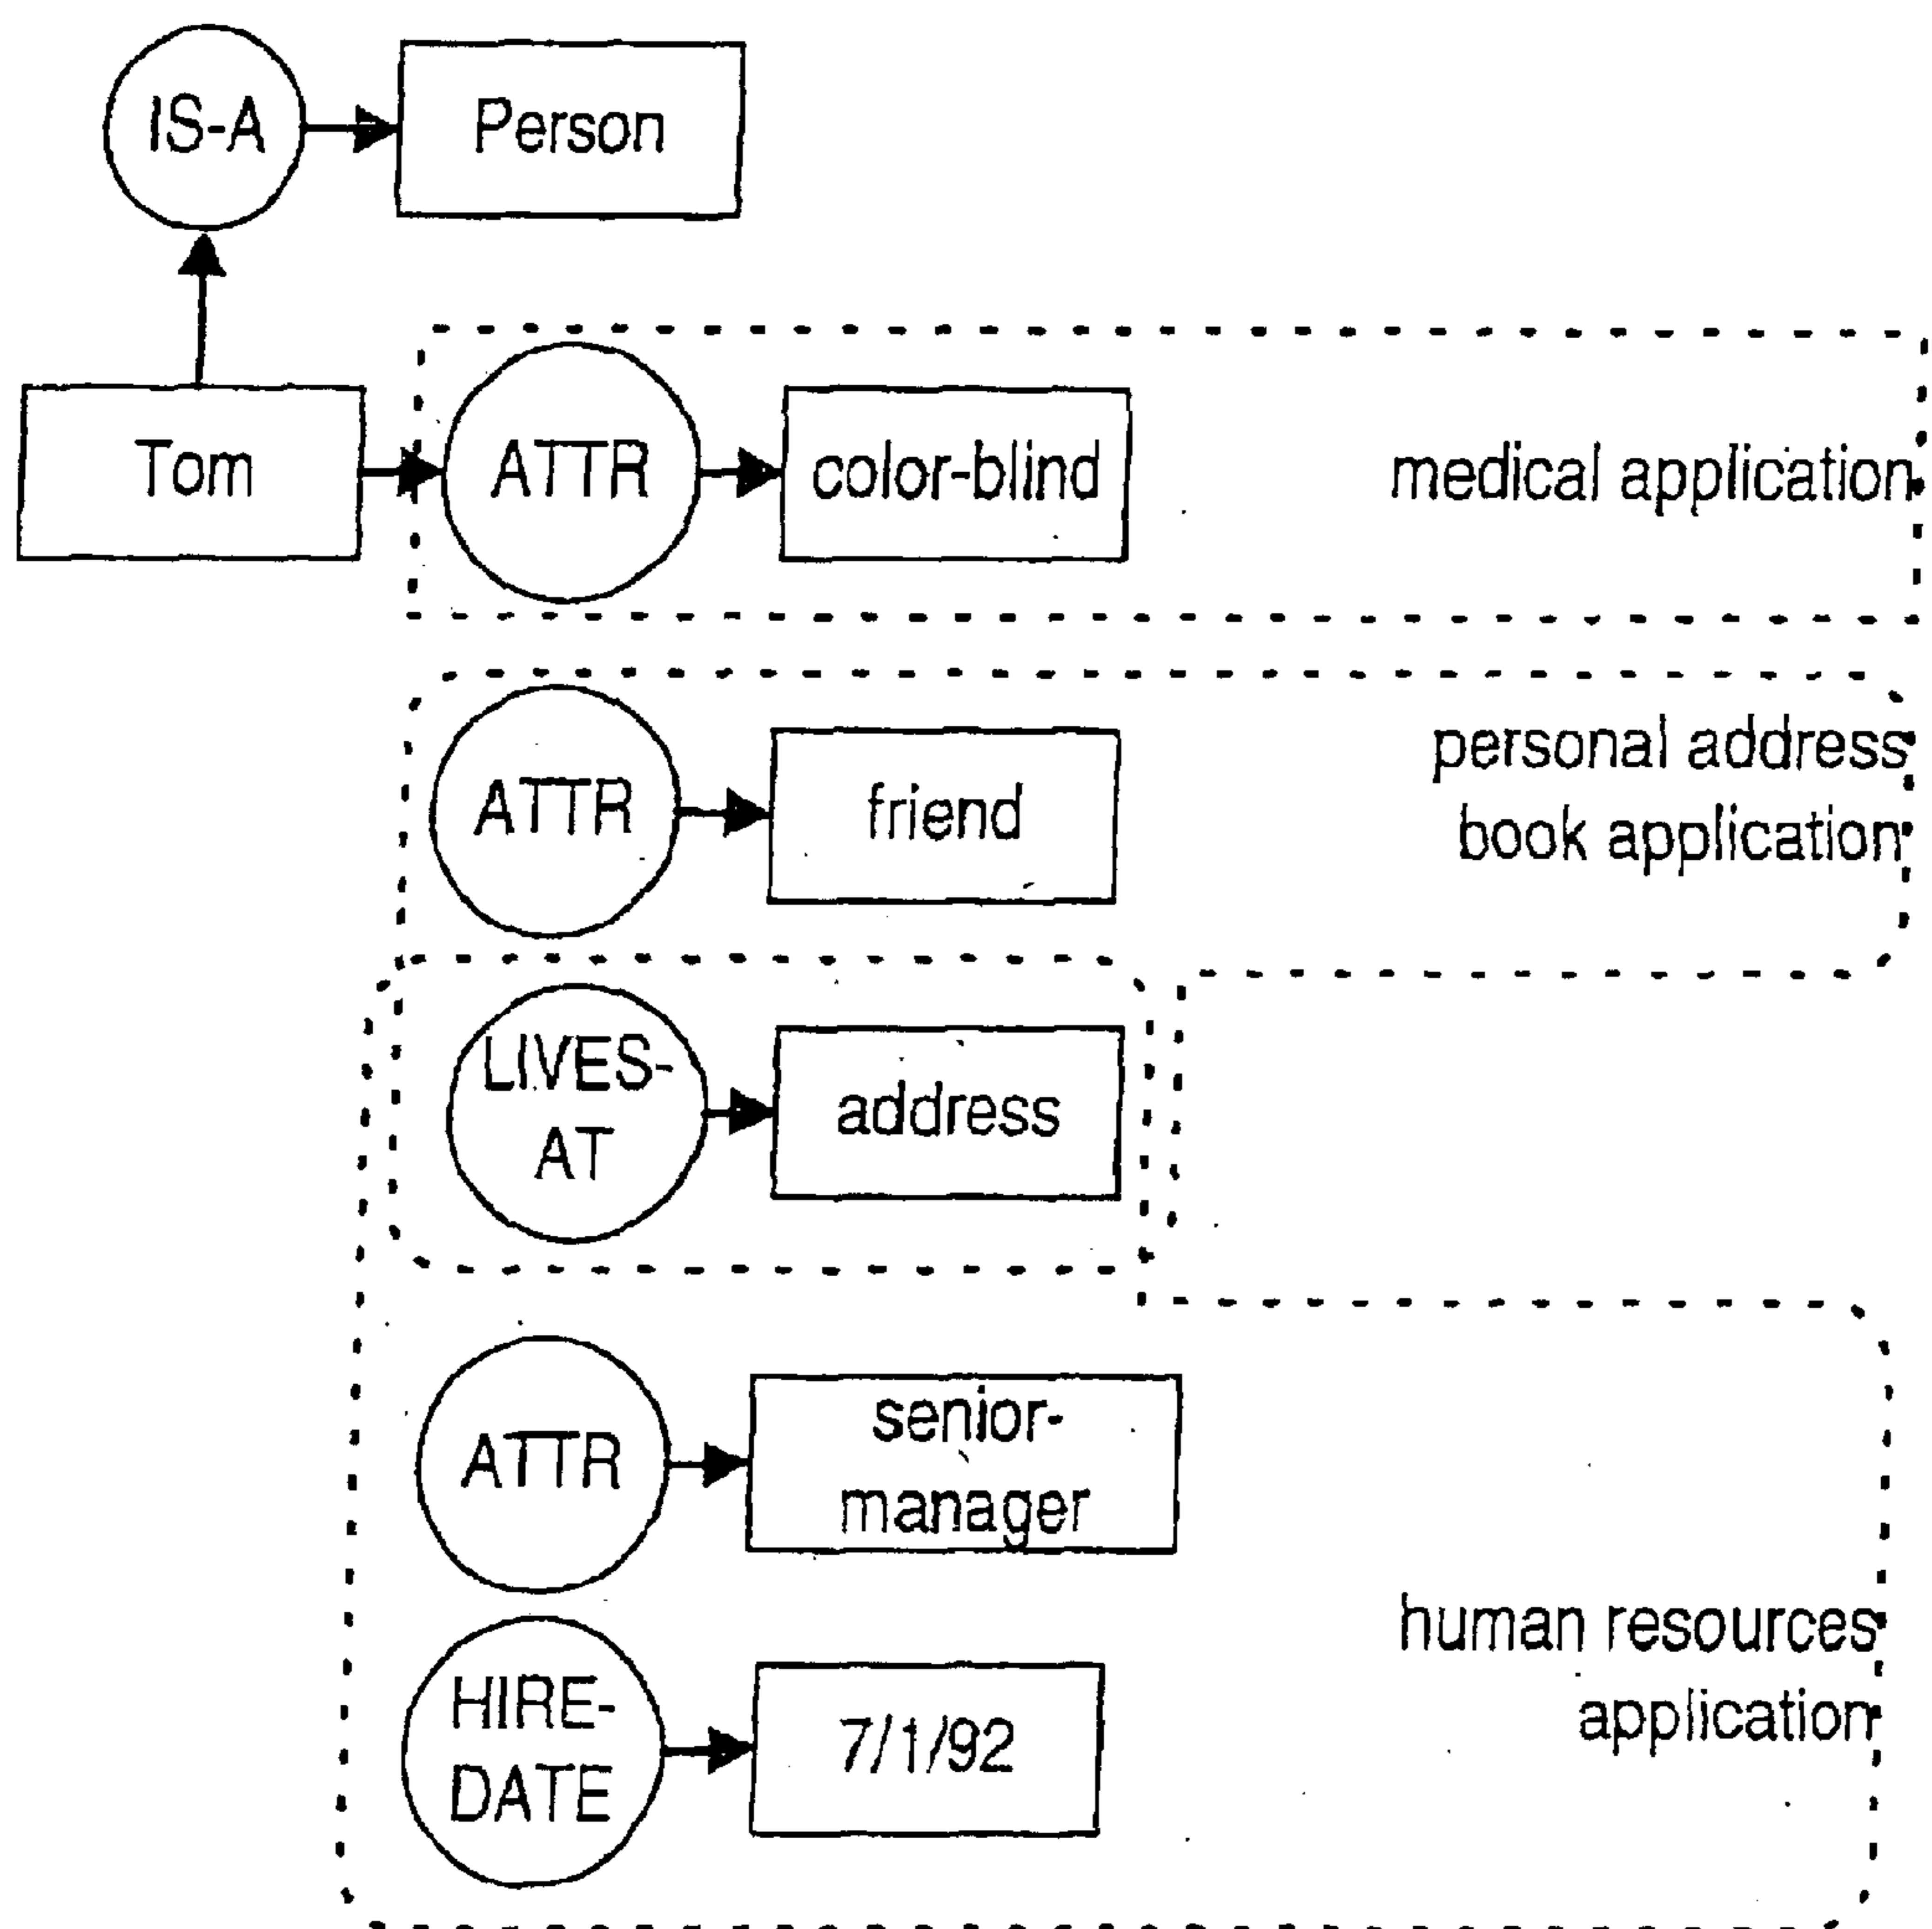 IS-A
Person
Tom
ATTR
color-blind
medical application
ATTR
friend
personal address
book application
LIVES-
AT
address
ATTR
senior-
manager
HIRE-
DATE
7/1/92
human resources
application